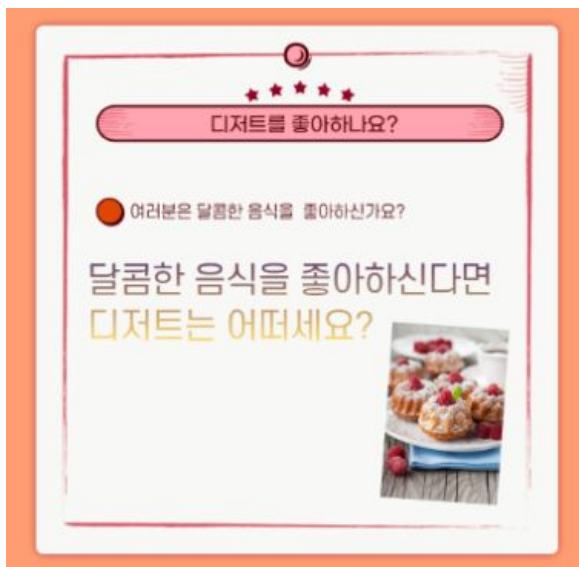 디저트를 좋아하나요?
여러분은 달콤한 음식을 좋아하신가요?
달콤한 음식을 좋아하신다면
디저트는 어떠세요?